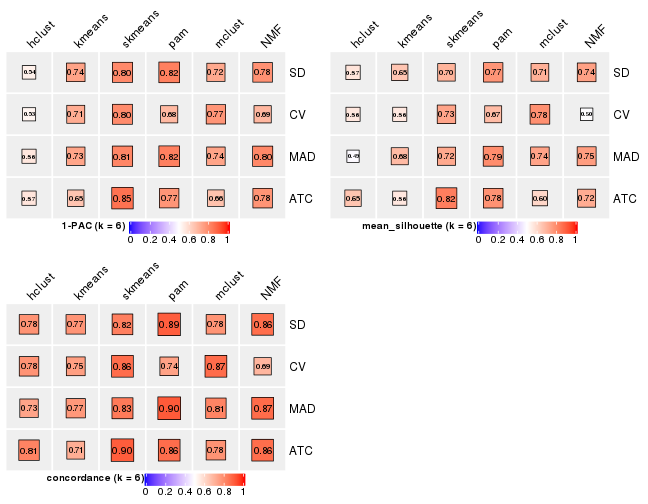 hclust kmeans skmeans pam mclust NMF
0.54 0.74 0.80 0.82 0.72 0.78 SD
0.53 0.71 0.80 0.68 0.77 0.69 CV
0.56 0.73 0.81 0.82 0.74 0.80 MAD
0.57 0.65 0.85 0.77 0.66 0.78 ATC
1-PAC (k = 6)
0 0.2 0.4 0.6 0.8 1
hclust kmeans skmeans pam mclust NMF
0.57 0.65 0.70 0.77 0.71 0.74 SD
0.56 0.56 0.73 0.67 0.78 0.50 CV
0.49 0.68 0.72 0.79 0.74 0.75 MAD
0.65 0.56 0.82 0.78 0.60 0.72 ATC
mean_silhouette (k = 6)
0 0.2 0.4 0.6 0.8 1
hclust kmeans skmeans pam mclust NMF
0.78 0.77 0.82 0.89 0.78 0.86 SD
0.78 0.75 0.86 0.74 0.87 0.69 CV
0.73 0.77 0.83 0.90 0.81 0.87 MAD
0.81 0.71 0.90 0.86 0.78 0.86 ATC
concordance (k = 6)
0 0.2 0.4 0.6 0.8 1